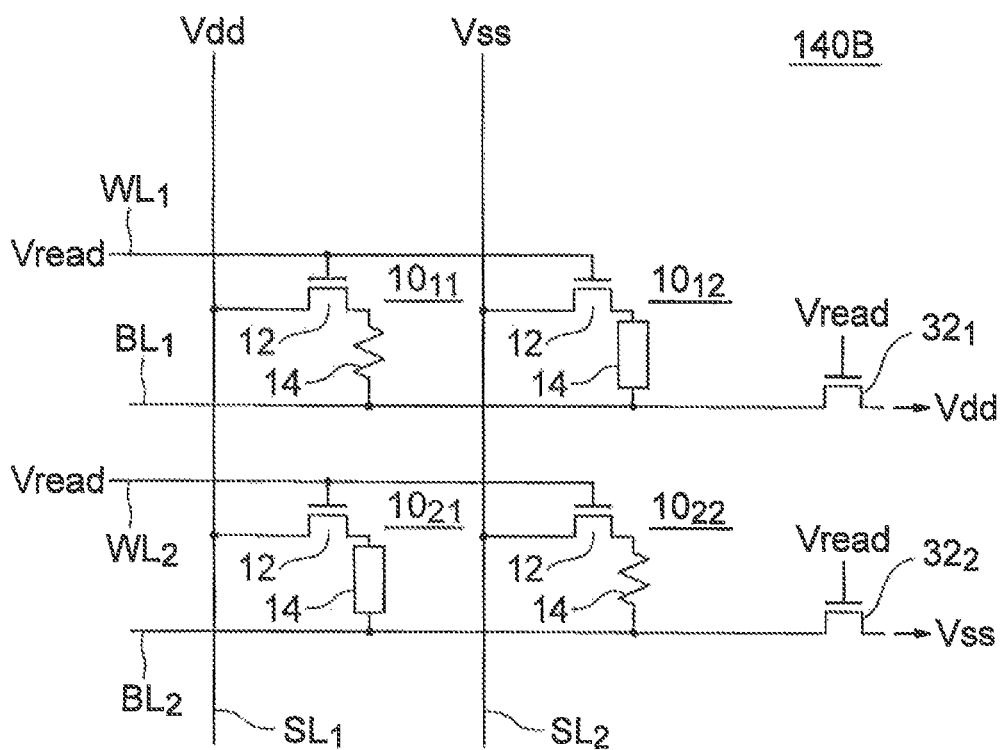 Vdd
Vss
140B
WL1
Vread
1011
1012
12
12
Vread
321
BL1
14
14
Vdd
Vread
1021
1022
WL2
12
12
Vread
322
14
14
Vss
BL2
SL1
SL2